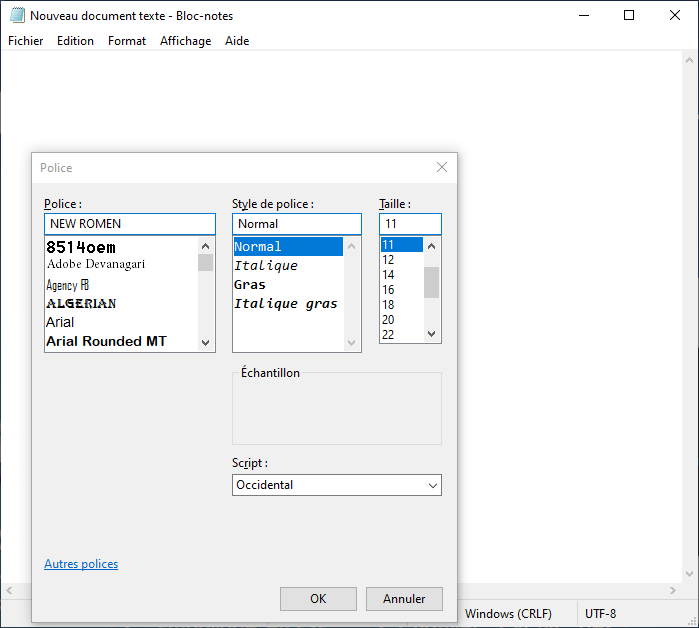 Nouveau document texte - Bloc-notes
Fichier Edition Format Affichage Aide
Police
Police : Style de police : Taille :
NEW ROMEN Normal 11
8514oem
Adobe Devanagari
Agency FB
ALGERIAN
Arial
Arial Rounded MT
Normal
Italique
Gras
Italique gras
11
12
14
16
18
20
22
Échantillon
Script :
Occidental
Autres polices
OK Annuler
Windows (CRLF) UTF-8